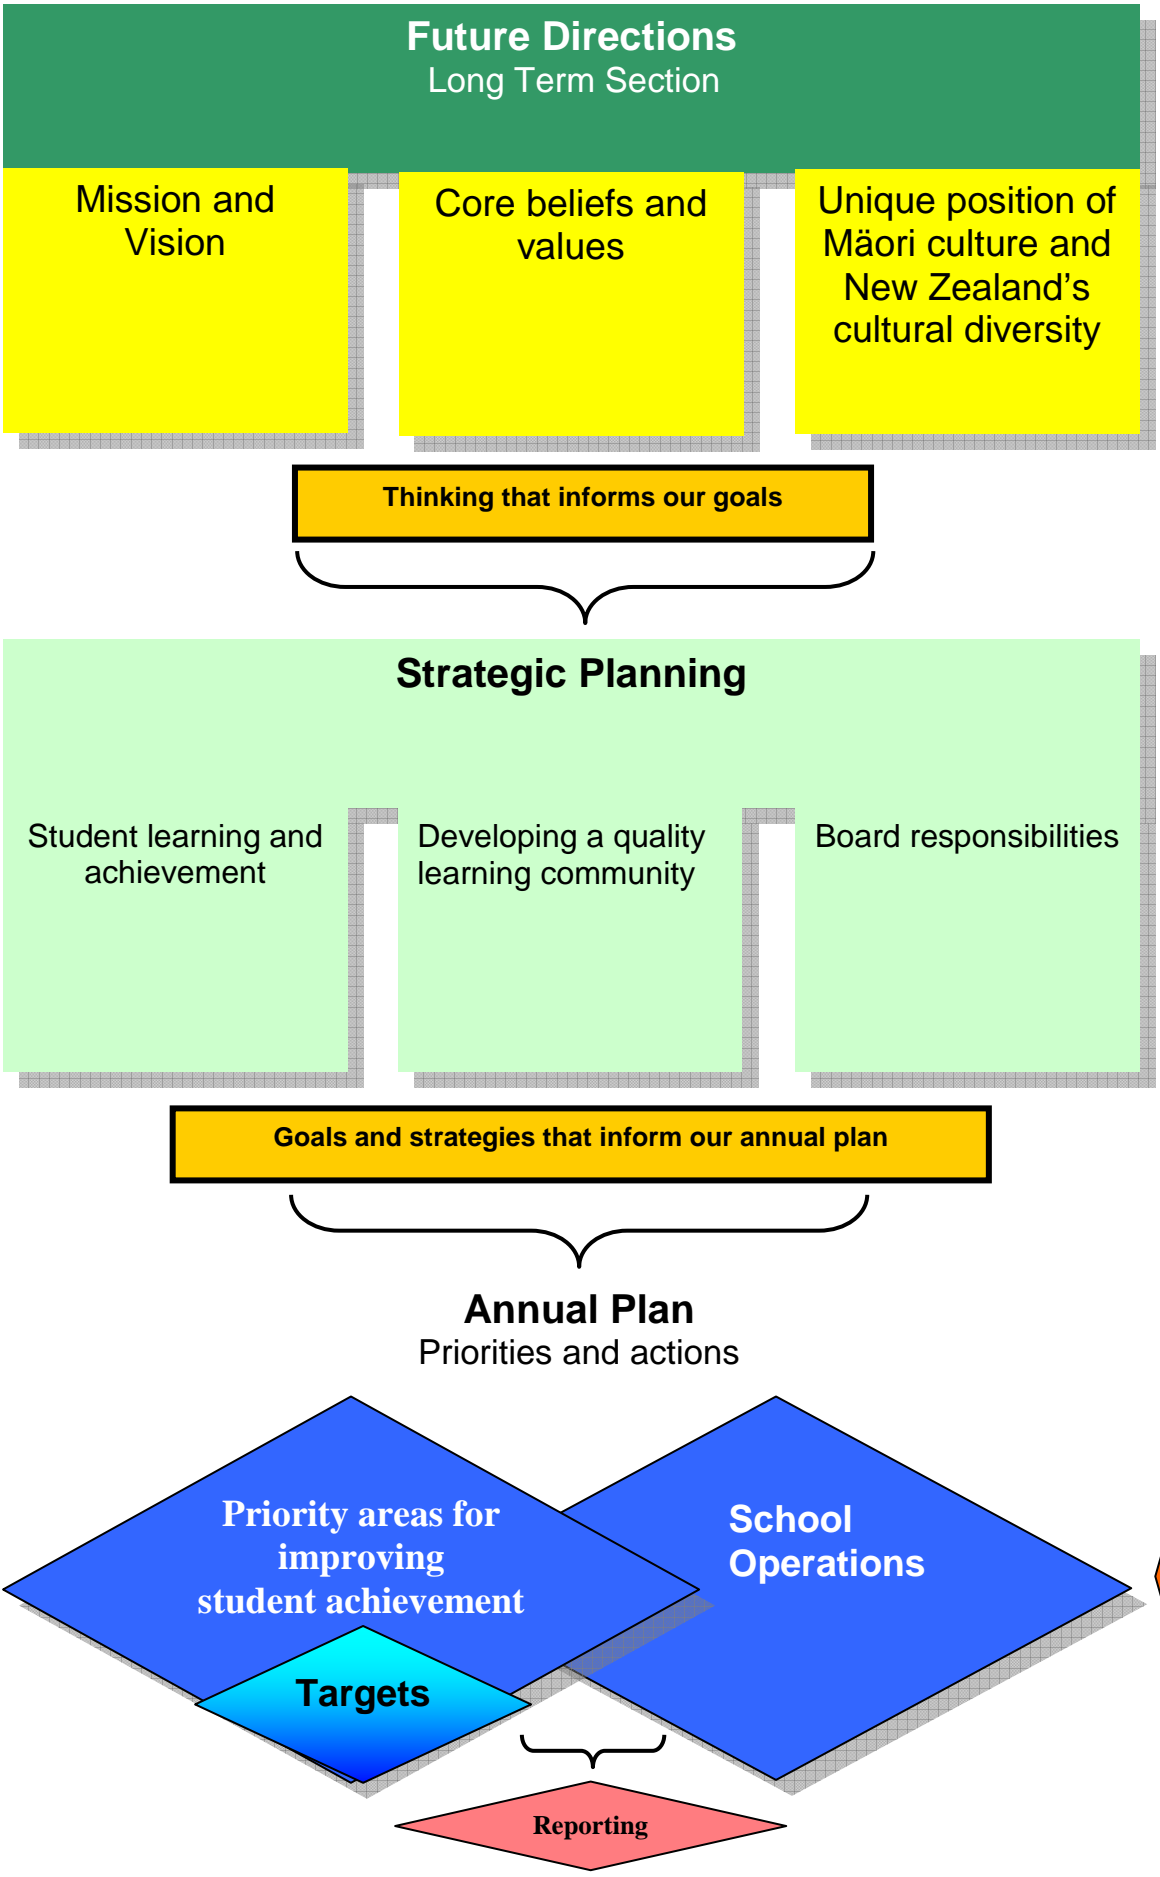 Future Directions
Long Term Section
Mission and
Vision
Core beliefs and
values
Unique position of
Mäori culture and
New Zealand’s
cultural diversity
Thinking that informs our goals
Strategic Planning
Student learning and
achievement
Developing a quality
learning community
Board responsibilities
Goals and strategies that inform our annual plan
Annual Plan
Priorities and actions
Priority areas for
improving
student achievement
School
Operations
Targets
Reporting